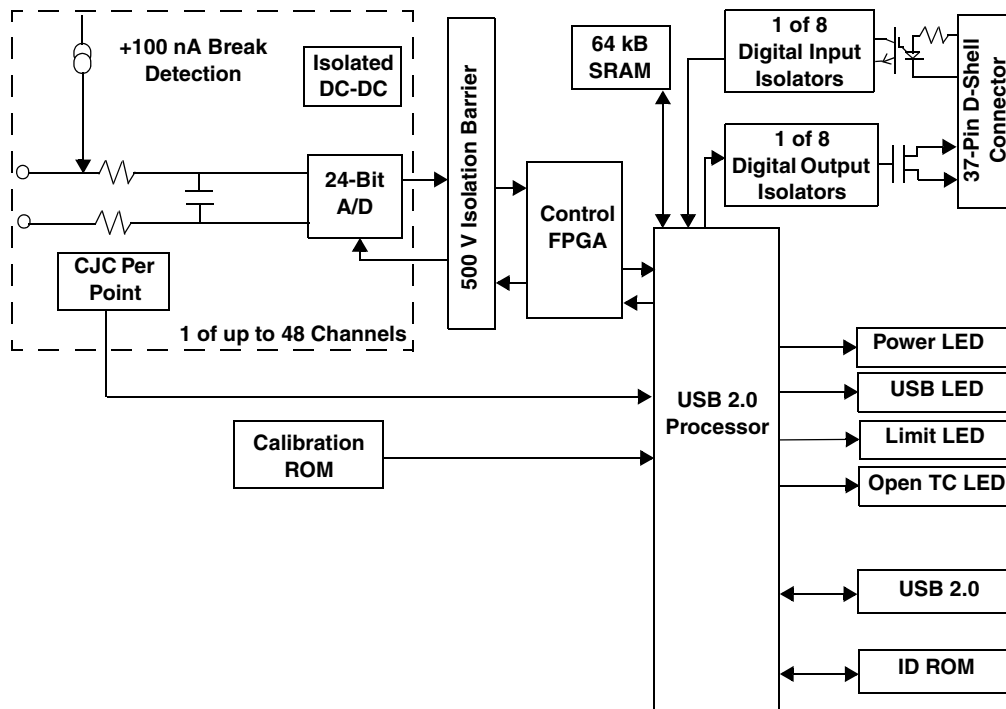 +100 nA Break
Detection
Isolated
DC-DC
24-Bit
A/D
CJC Per
Point
1 of up to 48 Channels
500 V Isolation Barrier
Control
FPGA
64 kB
SRAM
1 of 8
Digital Input
Isolators
1 of 8
Digital Output
Isolators
37-Pin D-Shell
Connector
USB 2.0
Processor
Calibration
ROM
Power LED
USB LED
Limit LED
Open TC LED
USB 2.0
ID ROM